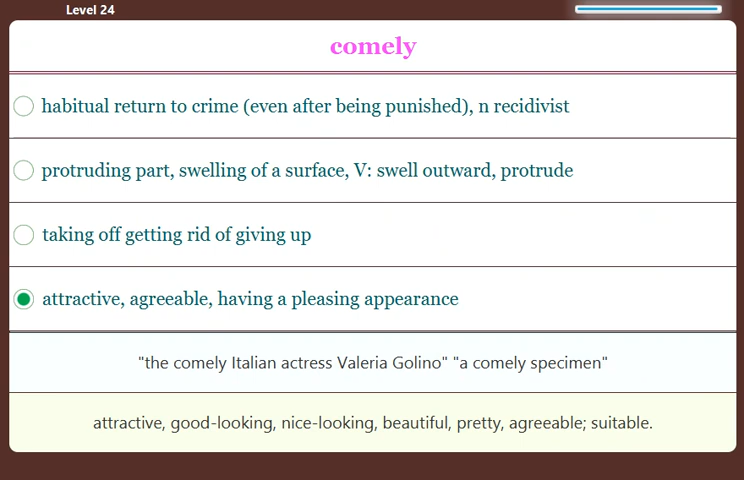 Level 24
comely
habitual return to crime (even after being punished), n recidivist
protruding part, swelling of a surface, V: swell outward, protrude
taking off getting rid of giving up
attractive, agreeable, having a pleasing appearance
"the comely Italian actress Valeria Golino" "a comely specimen"
attractive, good-looking, nice-looking, beautiful, pretty, agreeable; suitable.